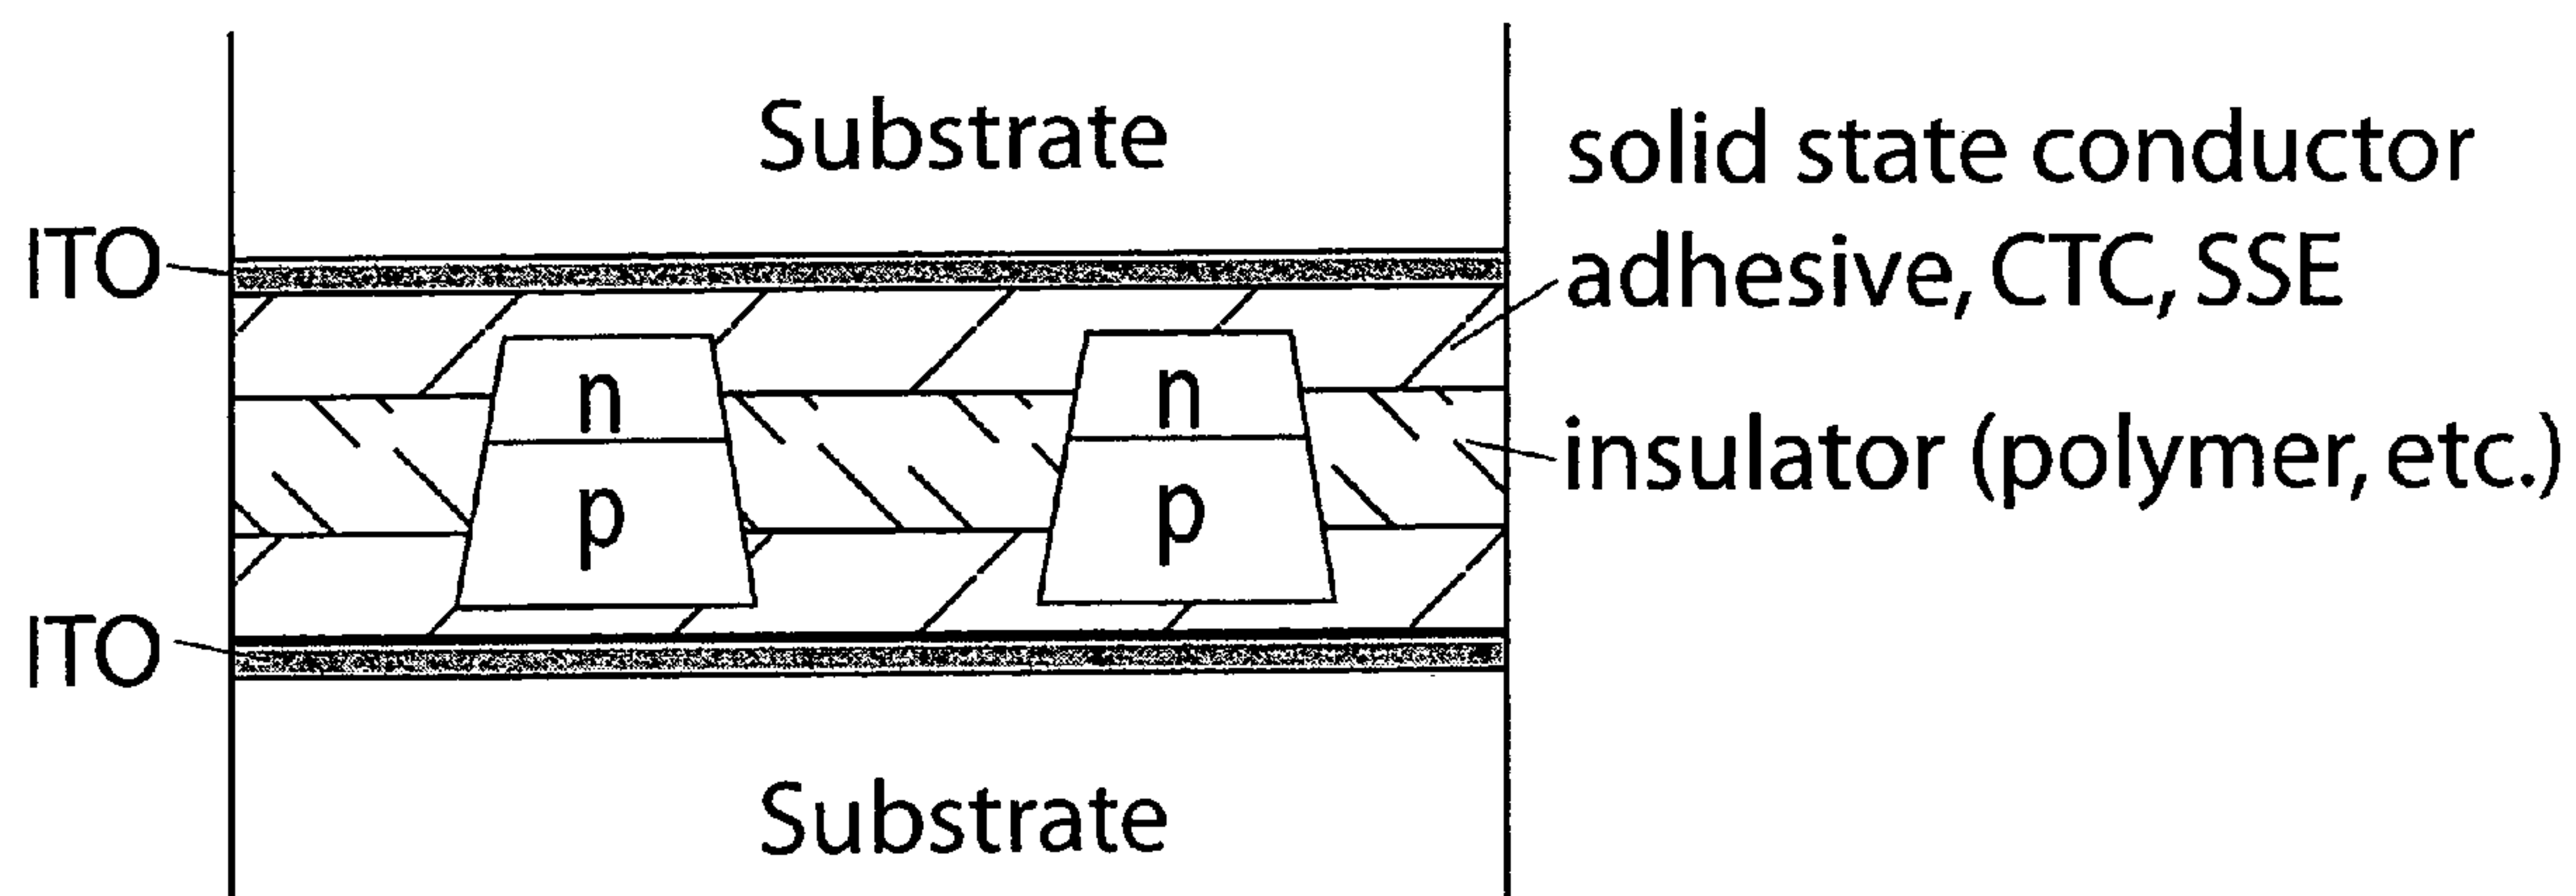 Substrate
solid state conductor
ITO
adhesive, CTC, SSE
n
n
insulator (polymer, etc.)
p
p
ITO
Substrate